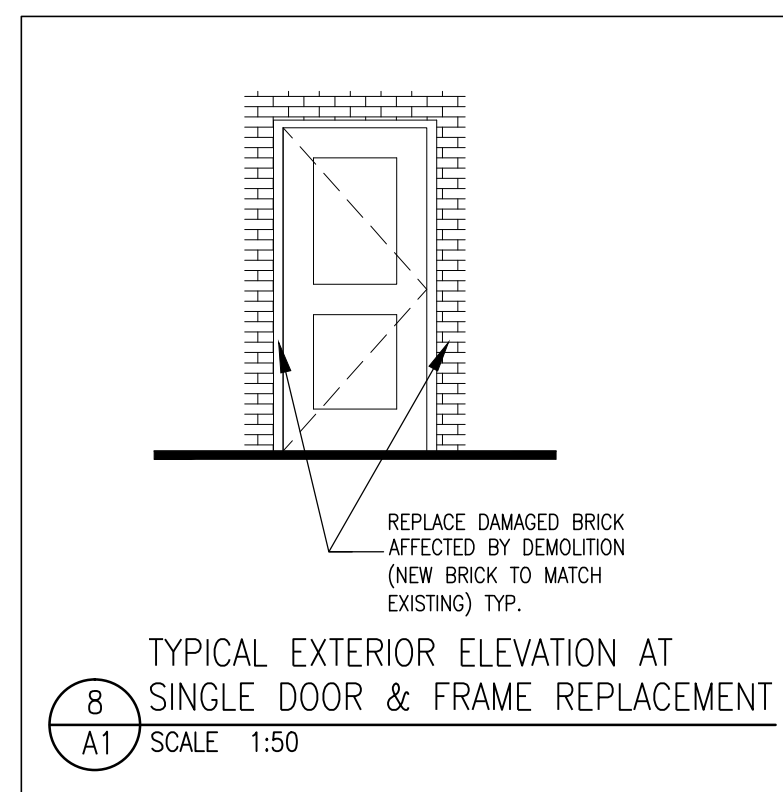 REPLACE DAMAGED BRICK
AFFECTED BY DEMOLITION
(NEW BRICK TO MATCH
EXISTING) TYP.
TYPICAL EXTERIOR ELEVATION AT
SINGLE DOOR & FRAME REPLACEMENT
8
A1
SCALE 1:50